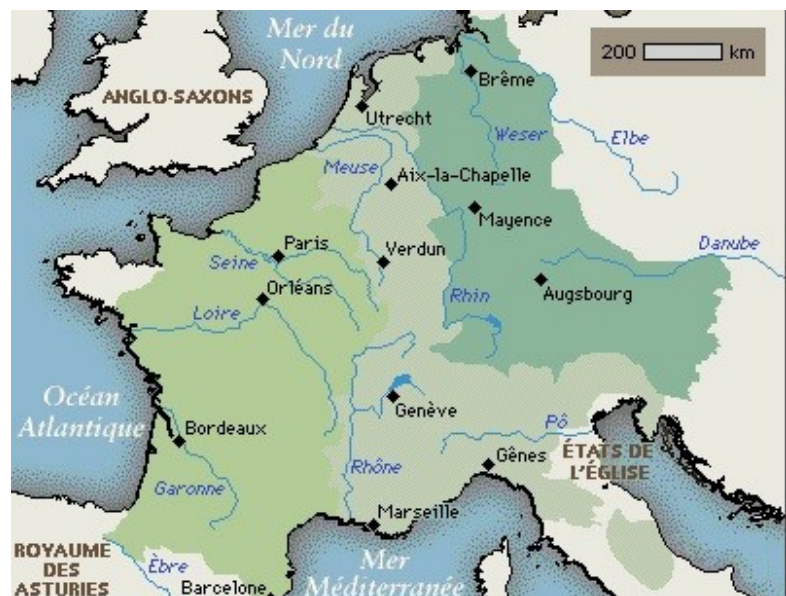 Mer du
Nord
200 km
ANGLO-SAXONS
Brême
Utrecht
Weser
Elbe
Meuse
Aix-la-Chapelle
Mayence
Paris
Seine
Verdun
Danube
Orléans
Loire
Rhin
Augsbourg
Océan
Atlantique
Genève
Bordeaux
Pô
Rhône
Gênes
ÉTATS DE
L'ÉGLISE
Garonne
Marseille
ROYAUME
DES
ASTURIES
Èbre
Barcelone
Mer
Méditerranée